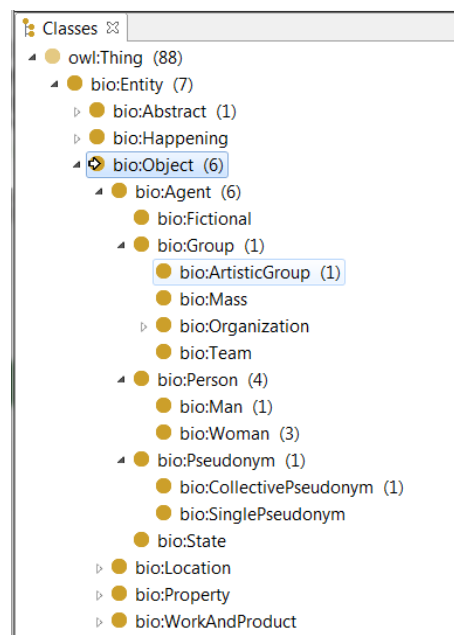 Classes
owl:Thing (88)
bio:Entity (7)
bio:Abstract (1)
bio:Happening
bio:Object (6)
bio:Agent (6)
bio:Fictional
bio:Group (1)
bio:ArtisticGroup (1)
bio:Mass
bio:Organization
bio:Team
bio:Person (4)
bio:Man (1)
bio:Woman (3)
bio:Pseudonym (1)
bio:CollectivePseudonym (1)
bio:SinglePseudonym
bio:State
bio:Location
bio:Property
bio:WorkAndProduct